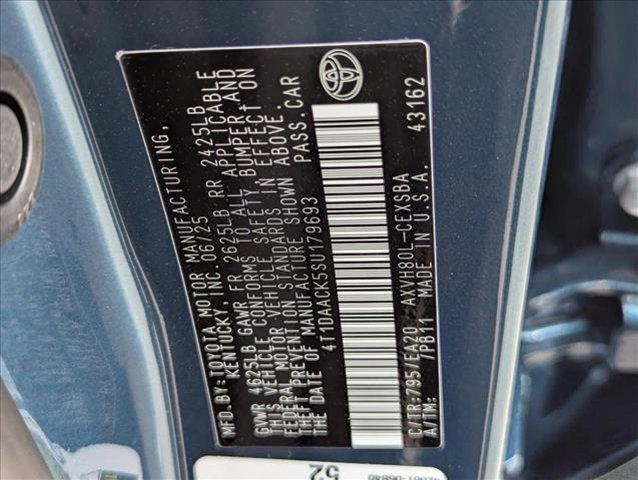 MFD. BY: TOYOTA MOTOR MANUFACTURING,
KENTUCKY, INC. 06/25
GVWR 4625LB GAWR FR 2625LB RR 2425LB
THIS VEHICLE CONFORMS TO ALL APPLICABLE
FEDERAL MOTOR VEHICLE SAFETY, BUMPER AND
THEFT PREVENTION STANDARDS IN EFFECT ON
THE DATE OF MANUFACTURE SHOWN ABOVE.
4T1DAACK5SU179693 PASS. CAR
C/TR:795/EA20 AXVH80L-CEXSBA
A/TM: /PB11 MADE IN U.S.A. 43162
52